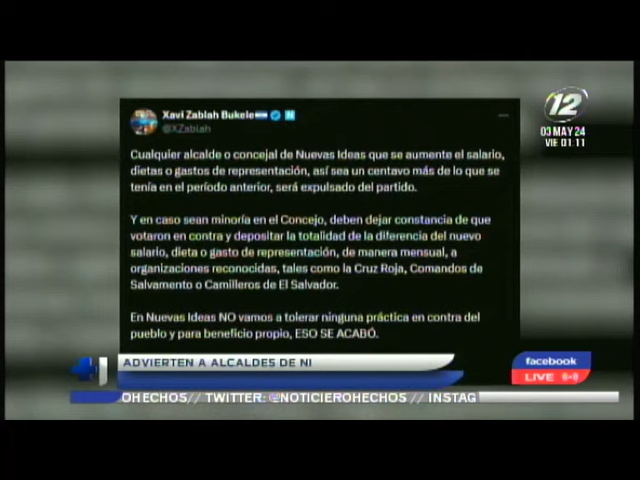 Xavi Zablah Bukele
@XZablah
12
03 MAY 24
VIE 01:11
Cualquier alcalde o concejal de Nuevas Ideas que se aumente el salario,
dietas o gastos de representación, así sea un centavo más de lo que se
tenía en el período anterior, será expulsado del partido.
Y en caso sean minoría en el Concejo, deben dejar constancia de que
votaron en contra y depositar la totalidad de la diferencia del nuevo
salario, dieta o gasto de representación, de manera mensual, a
organizaciones reconocidas, tales como la Cruz Roja, Comandos de
Salvamento o Camilleros de El Salvador.
En Nuevas Ideas NO vamos a tolerar ninguna práctica en contra del
pueblo y para beneficio propio, ESO SE ACABÓ.
ADVIERTEN A ALCALDES DE NI
facebook
LIVE
OHECHOS// TWITTER: @NOTICIEROHECHOS // INSTAG